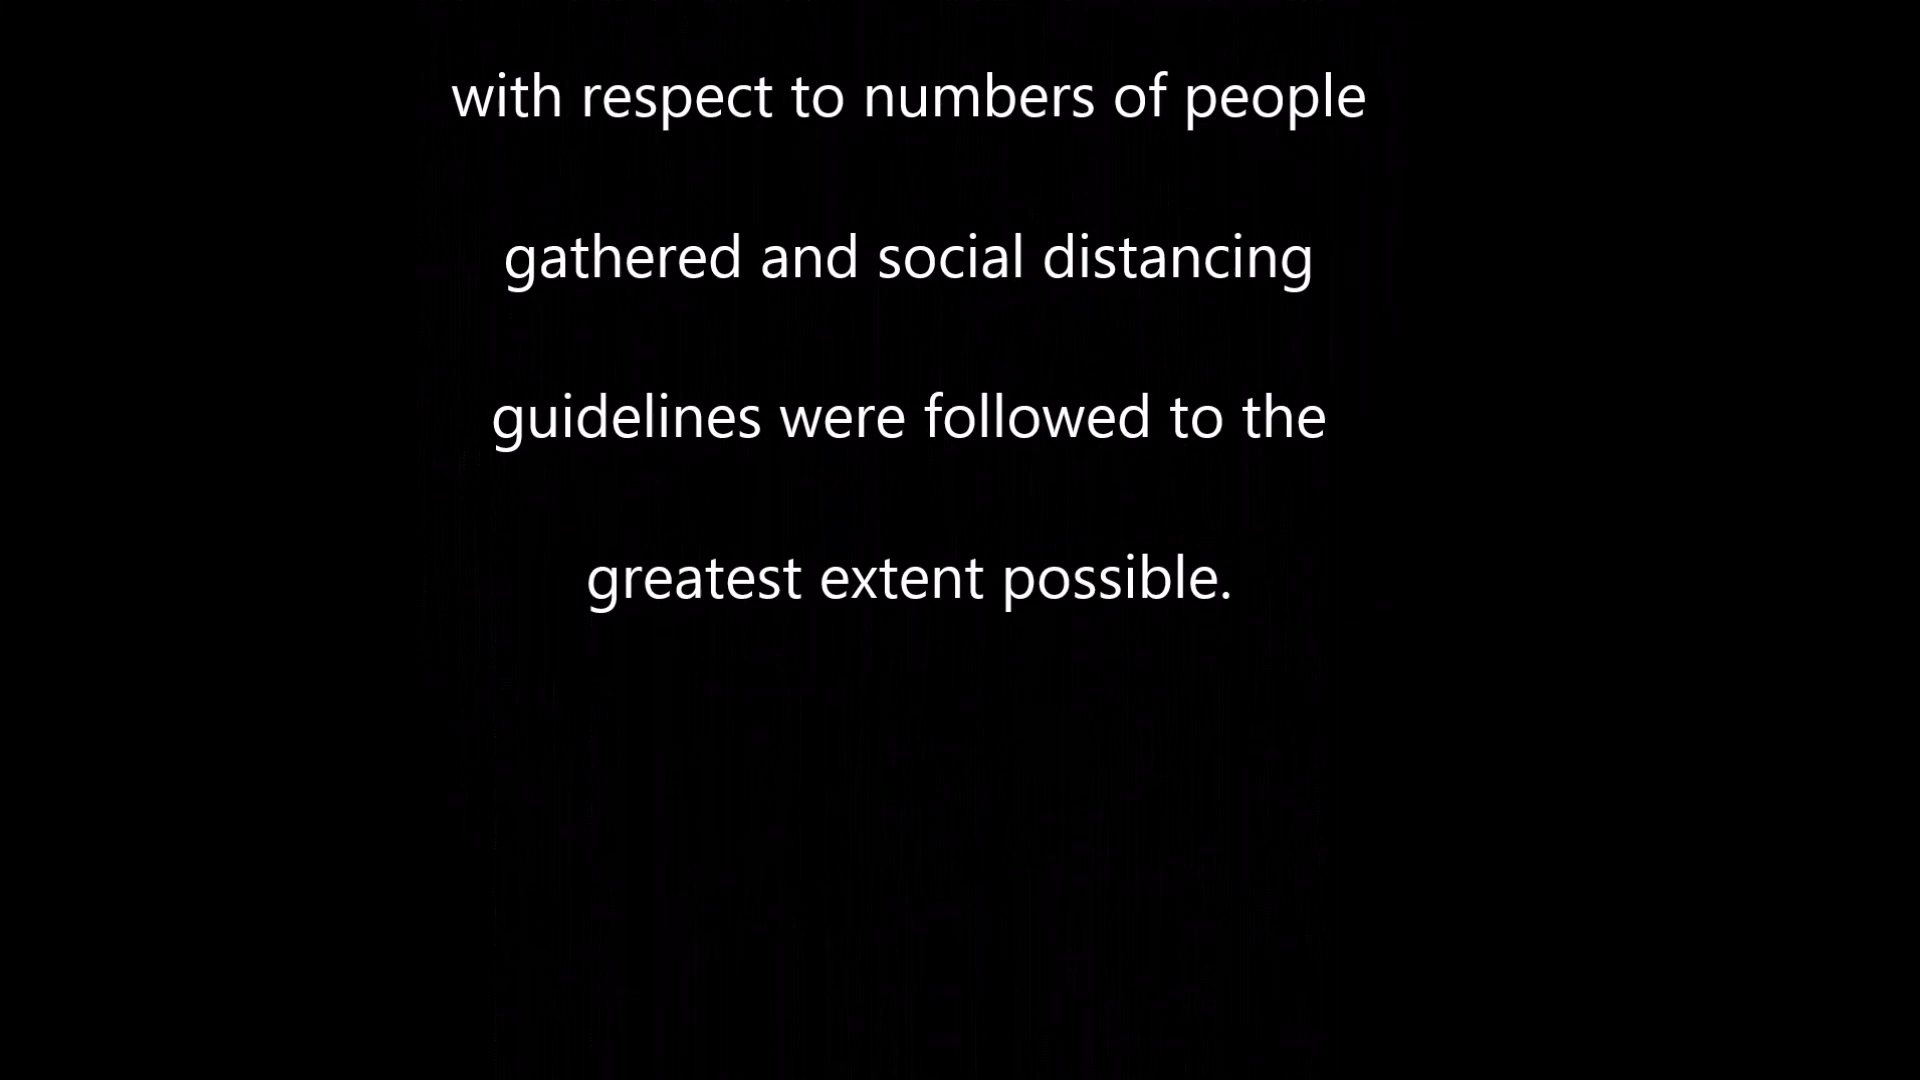 with respect to numbers of people
gathered and social distancing
guidelines were followed to the
greatest extent possible.